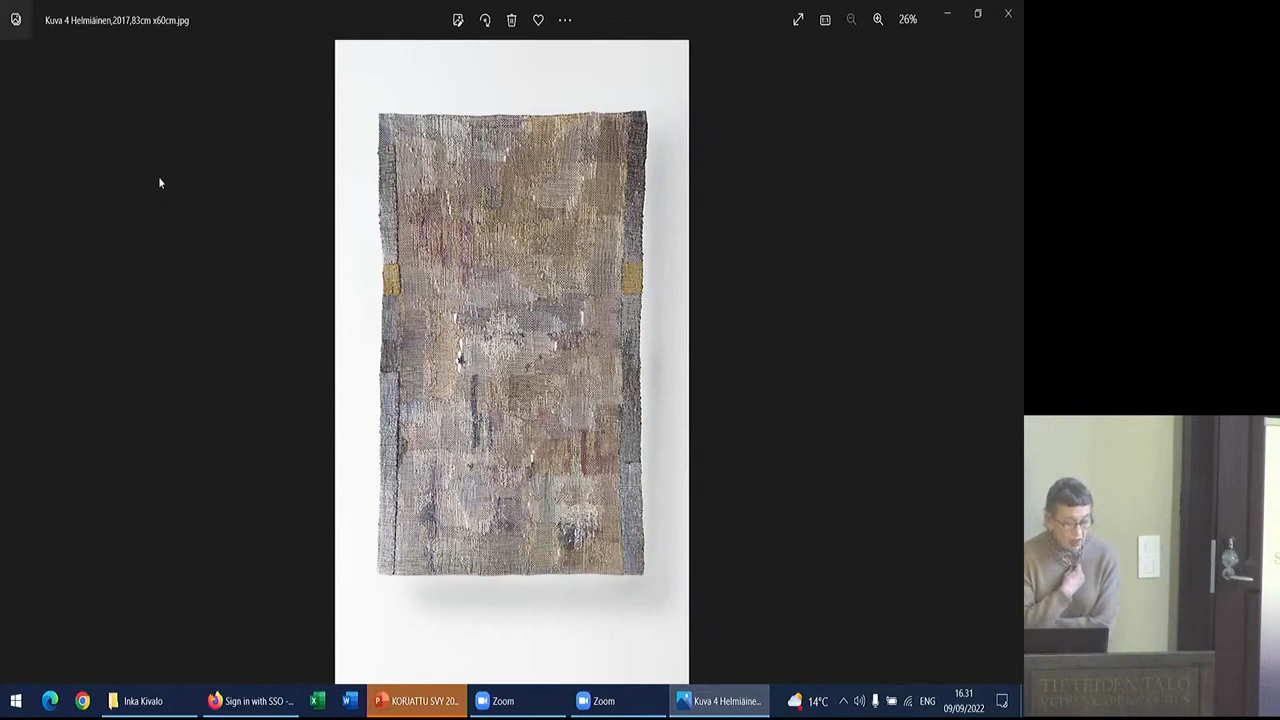 Kuva 4 Helmiäinen,2017,83cm x60cm.jpg
26%
TIETEIDEN TALO
Inka Kivalo
Sign in with SSO -...
KORJATTU SVY 20...
Zoom
Zoom
Kuva 4 Helmiäine...
14°C
ENG
16.31
09/09/2022